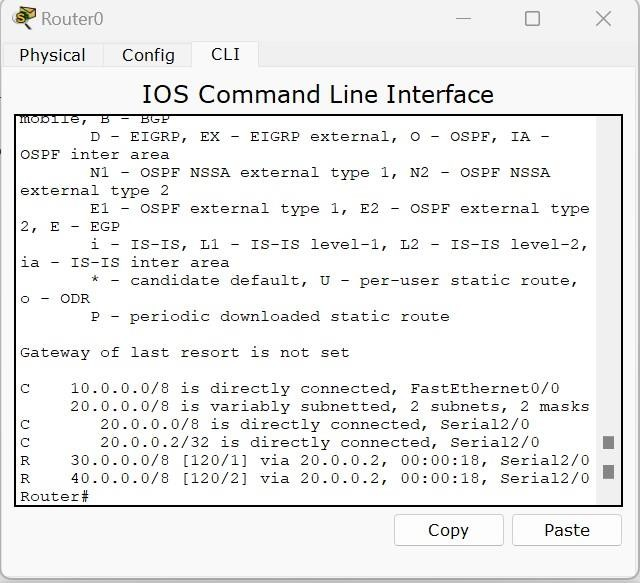 Router0
Physical Config CLI
IOS Command Line Interface
mobile, B - BGP
D - EIGRP, EX - EIGRP external, O - OSPF, IA -
OSPF inter area
N1 - OSPF NSSA external type 1, N2 - OSPF NSSA
external type 2
E1 - OSPF external type 1, E2 - OSPF external type
2, E - EGP
i - IS-IS, L1 - IS-IS level-1, L2 - IS-IS level-2,
ia - IS-IS inter area
* - candidate default, U - per-user static route,
o - ODR
P - periodic downloaded static route
Gateway of last resort is not set
C 10.0.0.0/8 is directly connected, FastEthernet0/0
20.0.0.0/8 is variably subnetted, 2 subnets, 2 masks
C 20.0.0.0/8 is directly connected, Serial2/0
C 20.0.0.2/32 is directly connected, Serial2/0
R 30.0.0.0/8 [120/1] via 20.0.0.2, 00:00:18, Serial2/0
R 40.0.0.0/8 [120/2] via 20.0.0.2, 00:00:18, Serial2/0
Router#
Copy Paste